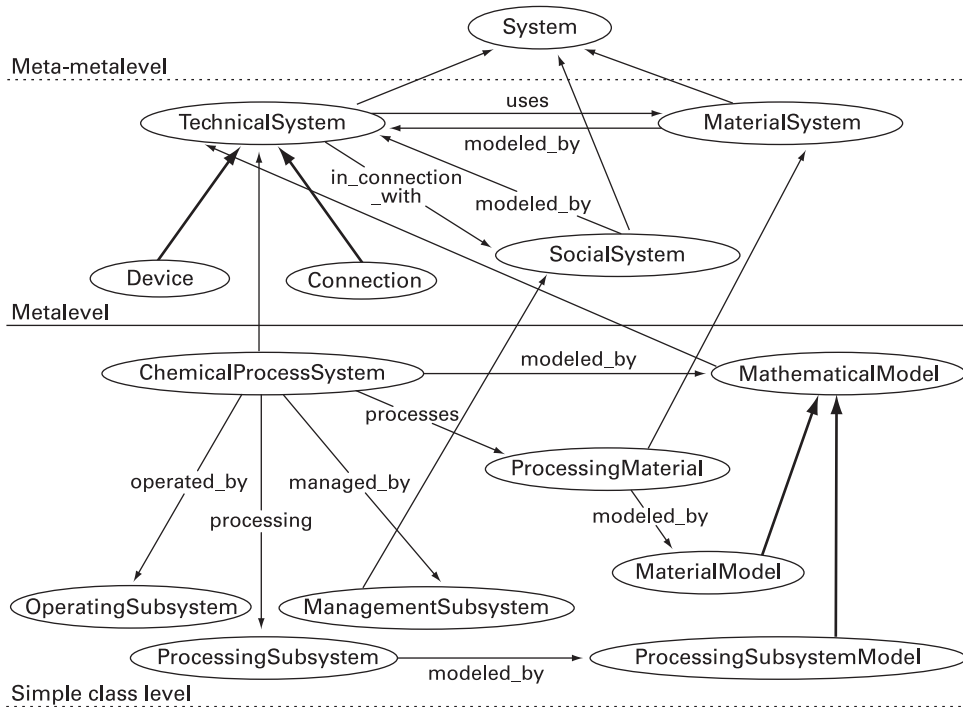 System
Meta-metalevel
uses
TechnicalSystem
MaterialSystem
modeled_by
in_connection
_with
modeled_by
SocialSystem
Device
Connection
Metalevel
modeled_by
ChemicalProcessSystem
MathematicalModel
processes
ProcessingMaterial
operated_by
managed_by
processing
modeled_by
MaterialModel
OperatingSubsystem
ManagementSubsystem
ProcessingSubsystem
ProcessingSubsystemModel
modeled_by
Simple class level